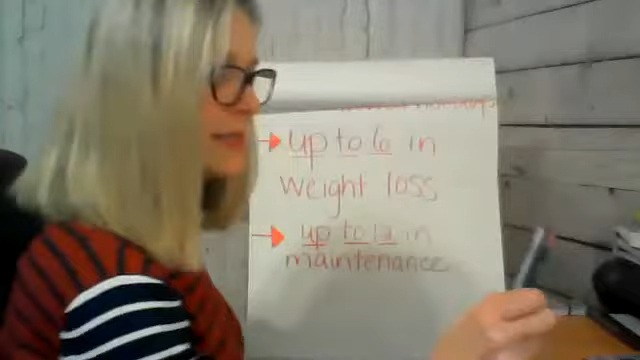 up to 6 in
weight loss
up to 12 in
maintenance